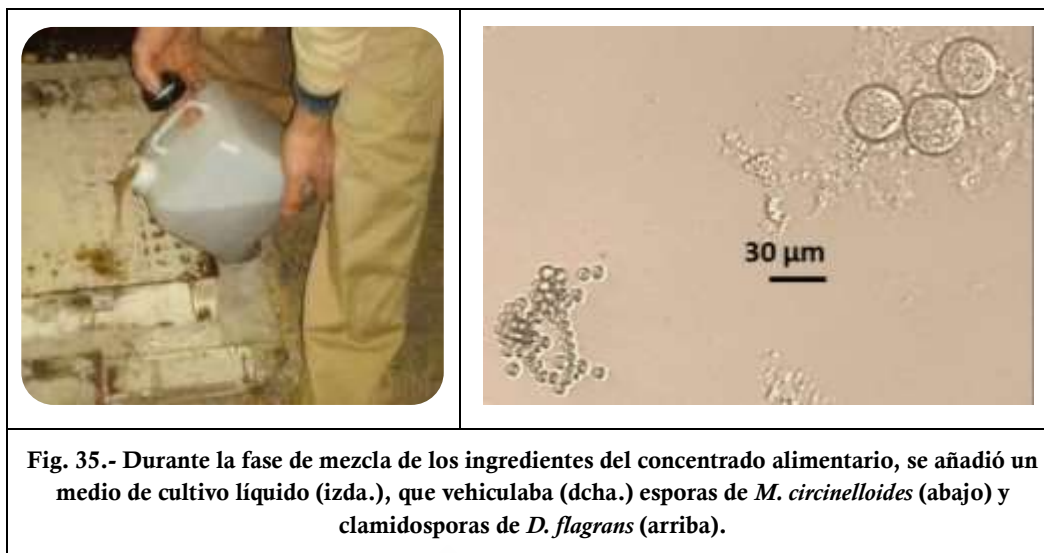 30 µm
Fig. 35.- Durante la fase de mezcla de los ingredientes del concentrado alimentario, se añadió un
medio de cultivo líquido (izda.), que vehiculaba (dcha.) esporas de M. circinelloides (abajo) y
clamidosporas de D. flagrans (arriba).